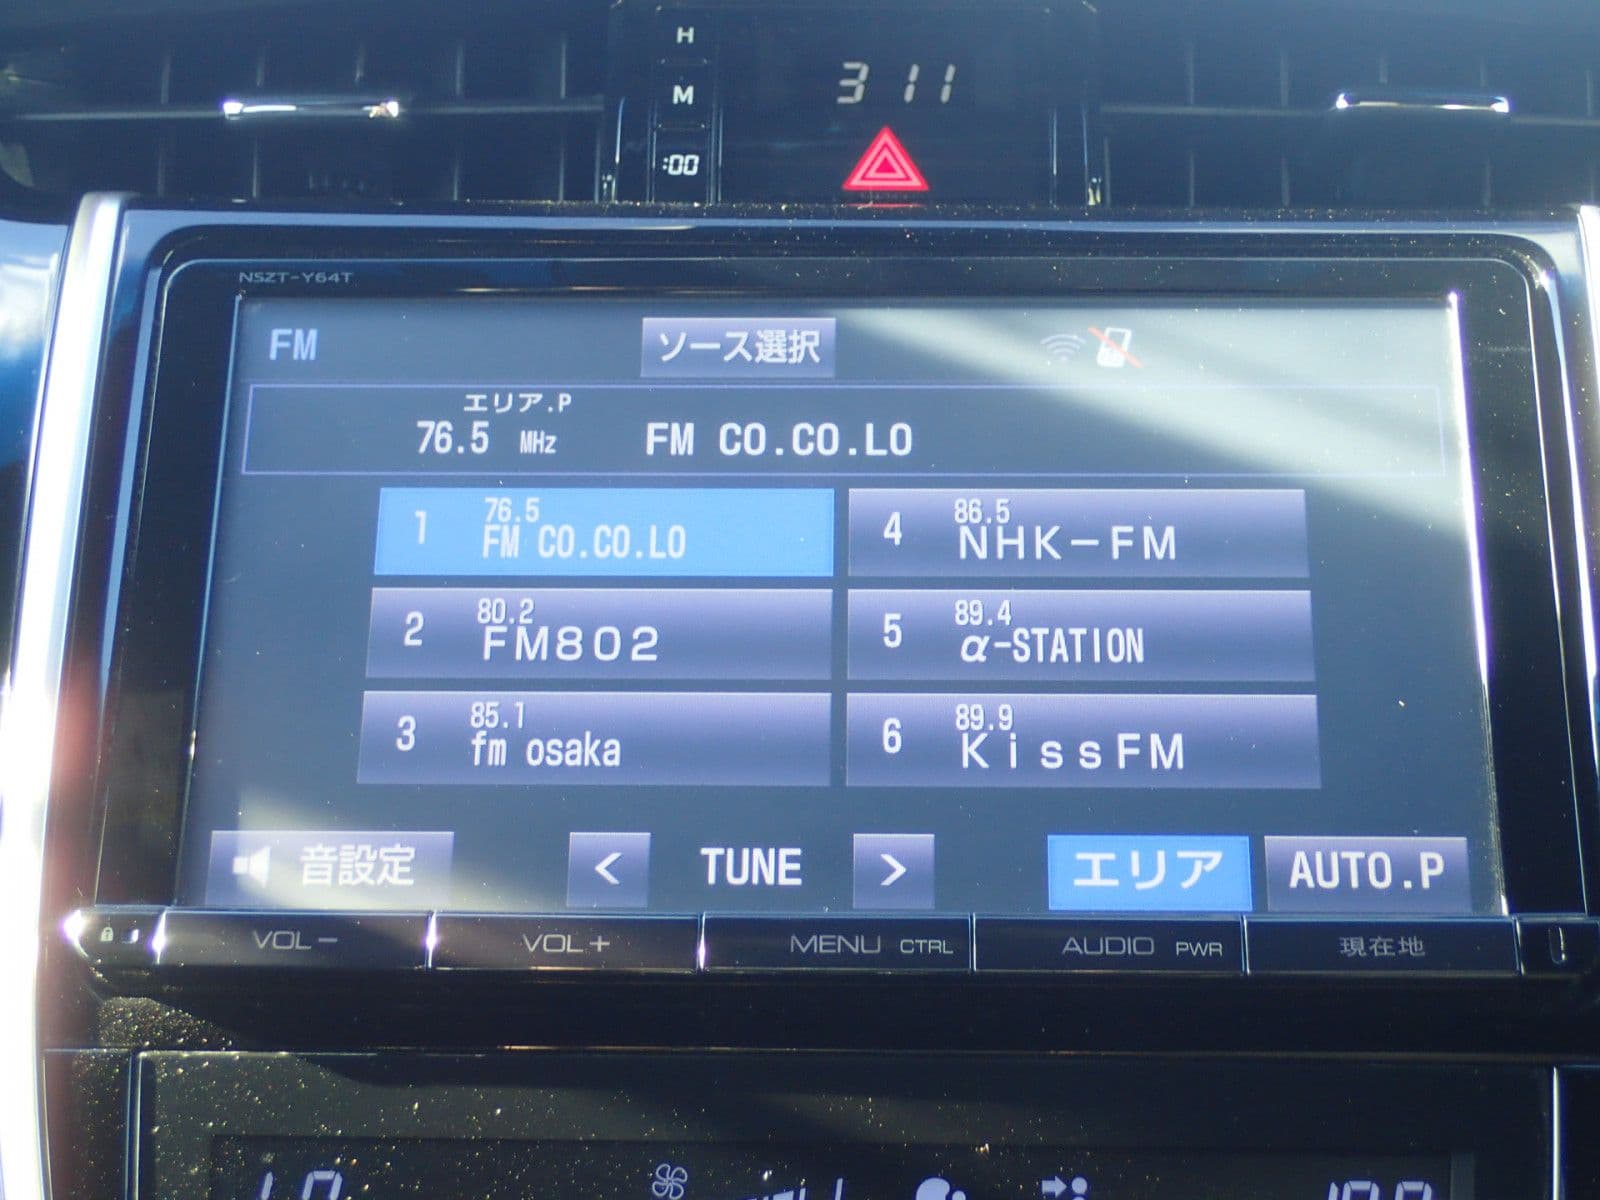 H
M
:00
3 11
NSZT-Y64T
FM
ソース選択
エリア.P
76.5 MHz FM CO.CO.LO
1 76.5 FM CO.CO.LO
4 86.5 NHK-FM
2 80.2 FM802
5 89.4 α-STATION
3 85.1 fm osaka
6 89.9 KissFM
音設定
< TUNE >
エリア
AUTO.P
VOL-
VOL+
MENU CTRL
AUDIO PWR
現在地